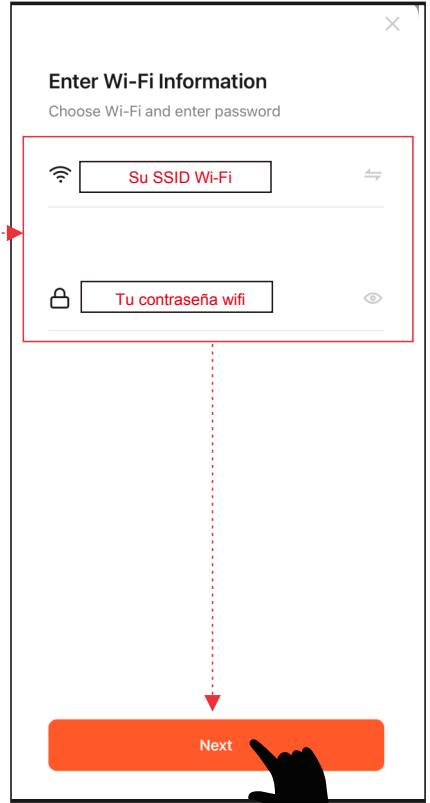 Enter Wi-Fi Information
Choose Wi-Fi and enter password
Su SSID Wi-Fi
Tu contraseña wifi
Next